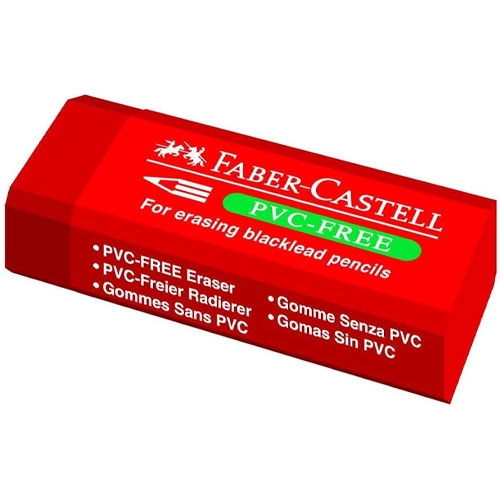 FABER-CASTELL
PVC-FREE
For erasing blacklead pencils
• PVC-FREE Eraser
• PVC-Freier Radierer
• Gommes Sans PVC
• Gomme Senza PVC
• Gomas Sin PVC